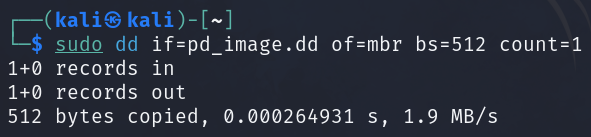 ┌──(kali㉿kali)-[~]
└─$ sudo dd if=pd_image.dd of=mbr bs=512 count=1
1+0 records in
1+0 records out
512 bytes copied, 0.000264931 s, 1.9 MB/s